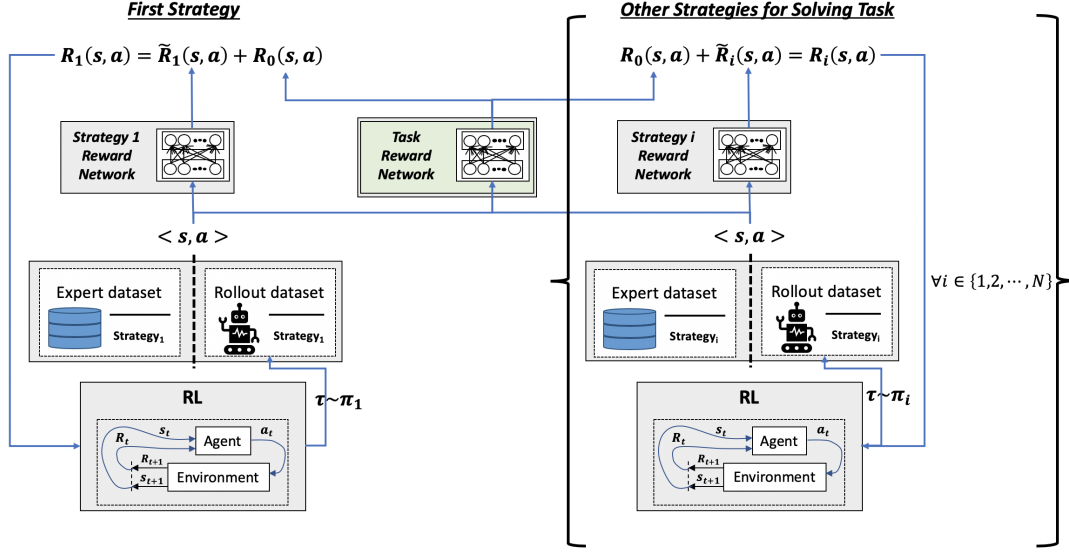 First Strategy
R₁(s, a) = R̃₁(s, a) + R₀(s, a)
Strategy 1
Reward
Network
Task
Reward
Network
< s, a >
Expert dataset
Strategy₁
Rollout dataset
Strategy₁
RL
τ~π₁
sₜ
Rₜ
Agent
aₜ
Rₜ₊₁
sₜ₊₁
Environment
Other Strategies for Solving Task
R₀(s, a) + R̃ᵢ(s, a) = Rᵢ(s, a)
Strategy i
Reward
Network
< s, a >
∀i ∈ {1,2, ⋯, N}
Expert dataset
Strategyᵢ
Rollout dataset
Strategyᵢ
RL
τ~πᵢ
sₜ
Rₜ
Agent
aₜ
Rₜ₊₁
sₜ₊₁
Environment